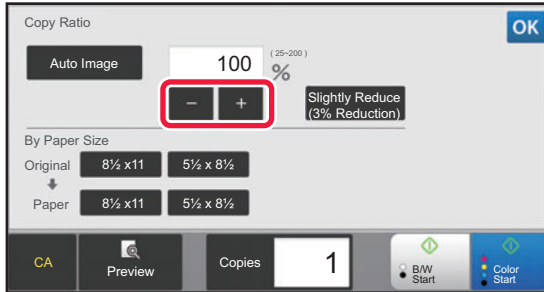 Copy Ratio
OK
Auto Image
100
(25~200)
%
− +
Slightly Reduce
(3% Reduction)
By Paper Size
Original 8½ x11 5½ x 8½
Paper 8½ x11 5½ x 8½
CA
Preview
Copies 1
B/W
Start
Color
Start